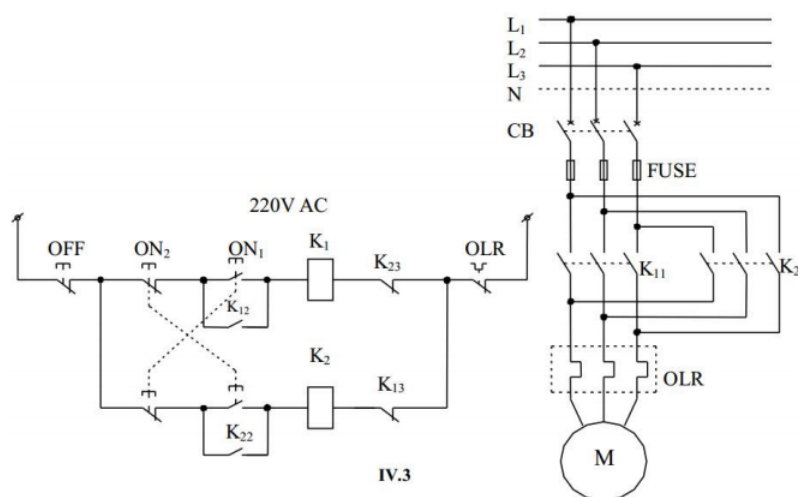 L1
L2
L3
N
CB
FUSE
220V AC
OFF
ON2
ON1
K1
K23
OLR
K12
K11
K2
K2
K13
OLR
K22
M
IV.3